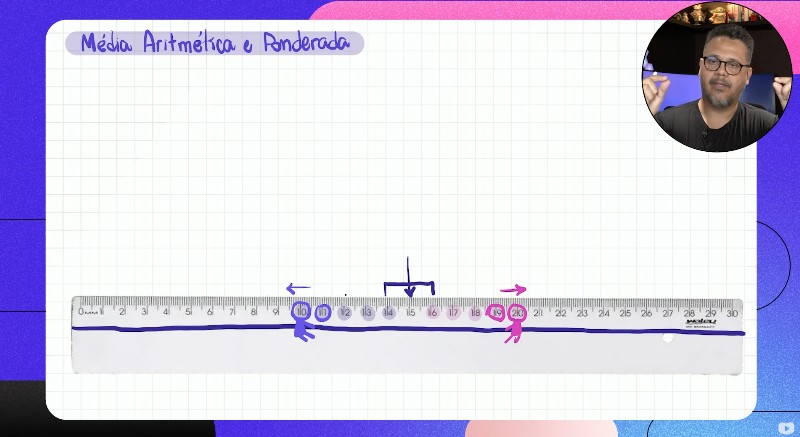 Média Aritmética e Ponderada
0 1 2 3 4 5 6 7 8 9 10 11 12 13 14 15 16 17 18 19 20 21 22 23 24 25 26 27 28 29 30
waleu